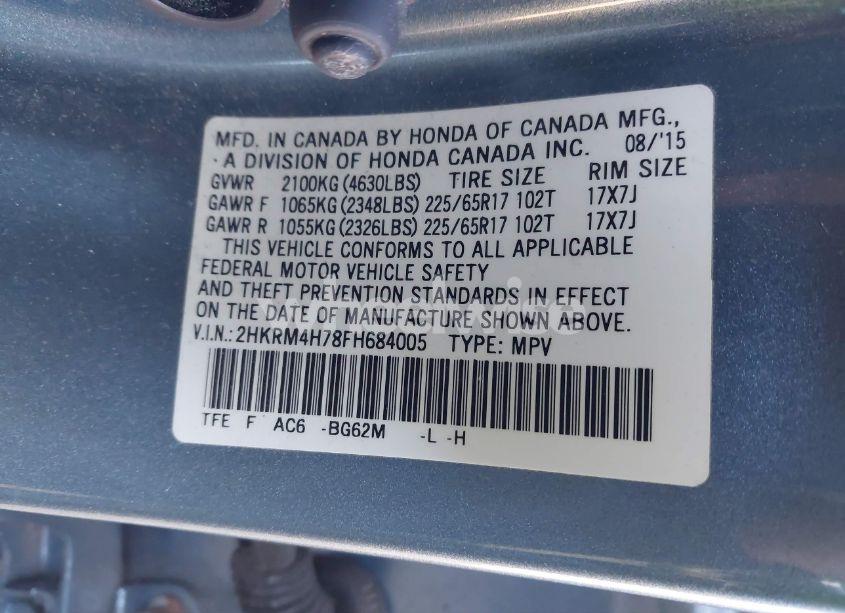 MFD. IN CANADA BY HONDA OF CANADA MFG.,
A DIVISION OF HONDA CANADA INC. 08/'15
GVWR 2100KG (4630LBS) TIRE SIZE RIM SIZE
GAWR F 1065KG (2348LBS) 225/65R17 102T 17X7J
GAWR R 1055KG (2326LBS) 225/65R17 102T 17X7J
THIS VEHICLE CONFORMS TO ALL APPLICABLE
FEDERAL MOTOR VEHICLE SAFETY
AND THEFT PREVENTION STANDARDS IN EFFECT
ON THE DATE OF MANUFACTURE SHOWN ABOVE.
V.I.N.: 2HKRM4H78FH684005 TYPE: MPV
TFE F AC6 -BG62M -L -H